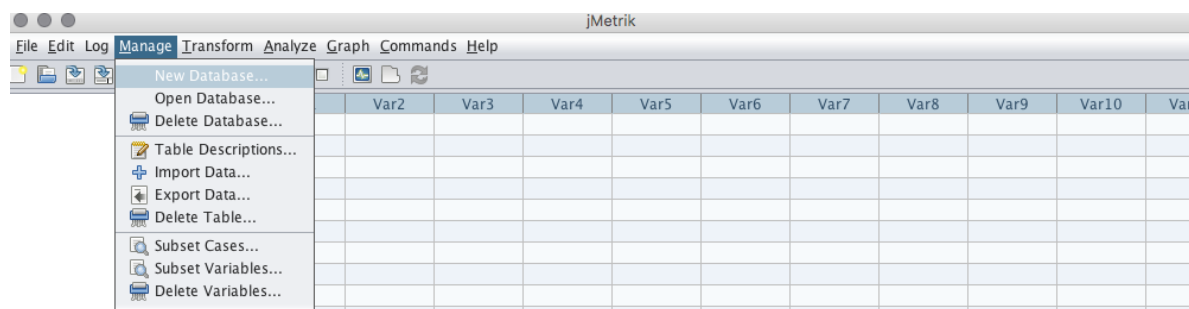 jMetrik
File Edit Log Manage Transform Analyze Graph Commands Help
New Database...
Open Database...
Var2 Var3 Var4 Var5 Var6 Var7 Var8 Var9 Var10
Delete Database...
Table Descriptions...
Import Data...
Export Data...
Delete Table...
Subset Cases...
Subset Variables...
Delete Variables...